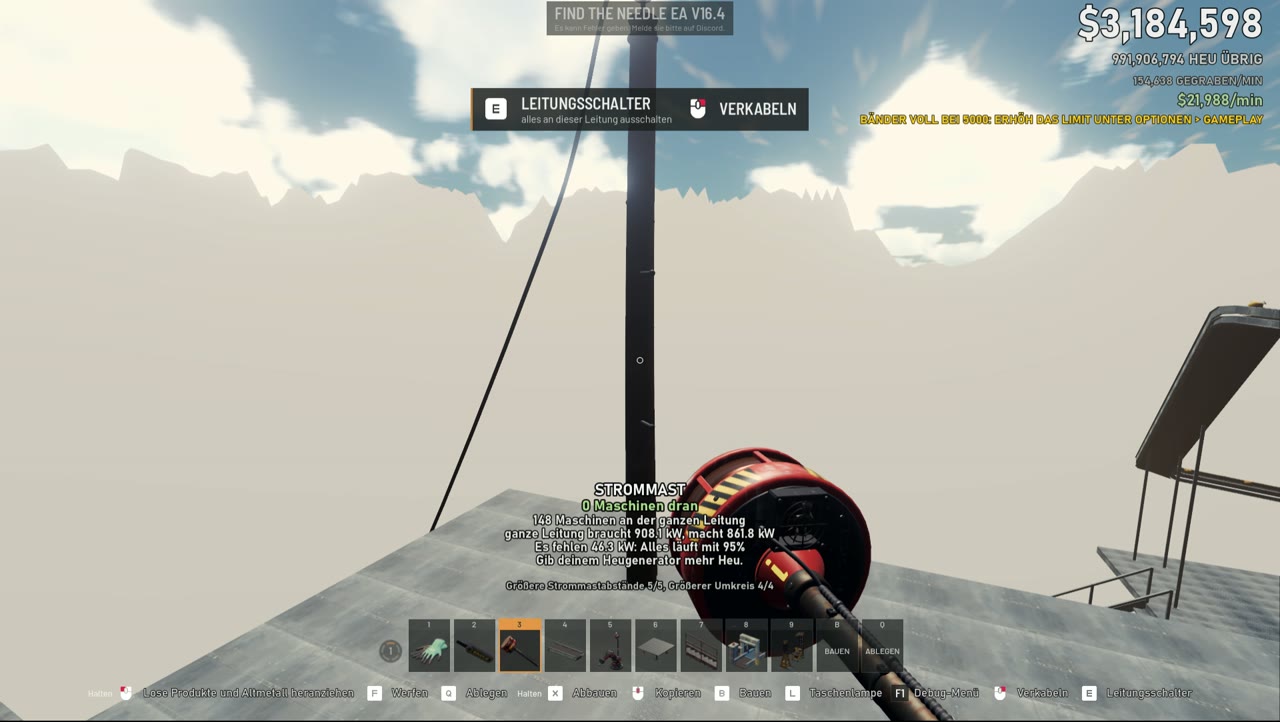 FIND THE NEEDLE EA V16.4
Es kann Fehler geben. Melde sie bitte auf Discord.
$3,184,598
991,906,794 HEU ÜBRIG
154,638 GEGRABEN/MIN
$21,988/min
BÄNDER VOLL BEI 5000: ERHÖH DAS LIMIT UNTER OPTIONEN > GAMEPLAY
E LEITUNGSSCHALTER VERKABELN
alles an dieser Leitung ausschalten
STROMMAST
0 Maschinen dran
148 Maschinen an der ganzen Leitung
ganze Leitung braucht 908.1 kW, macht 861.8 kW
Es fehlen 46.3 kW: Alles läuft mit 95%
Gib deinem Heugenerator mehr Heu.
Größere Strommastabstände 5/5, Größerer Umkreis 4/4
1 2 3 4 5 6 7 8 9 B Q
1 BAUEN ABLEGEN
Halten Lose Produkte und Altmetall heranziehen F Werfen Q Ablegen Halten X Abbauen Kopieren B Bauen L Taschenlampe F1 Debug-Menü Verkabeln E Leitungsschalter